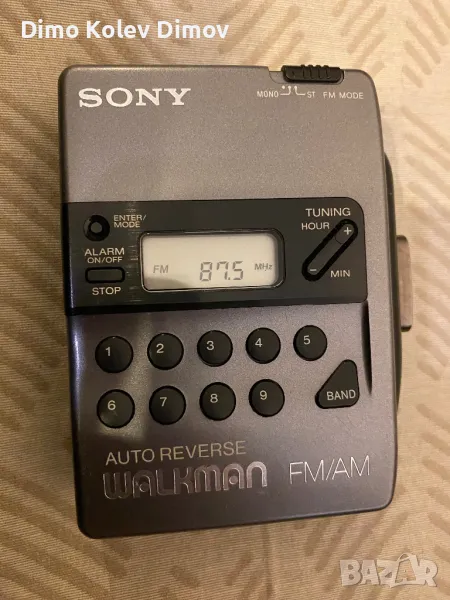 Dimo Kolev Dimov
SONY
MONO ST FM MODE
ENTER/
MODE
TUNING
HOUR +
ALARM
ON/OFF
FM 87.5 MHz
STOP
– MIN
1 2 3 4 5
6 7 8 9 BAND
AUTO REVERSE
WALKMAN FM/AM
BAZAR